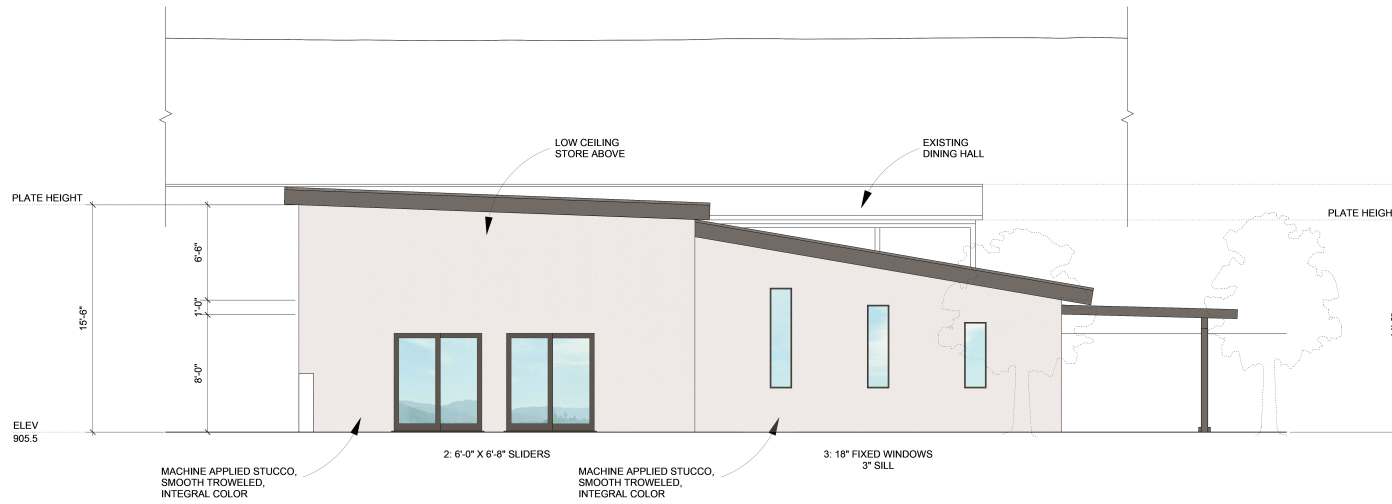 LOW CEILING
STORE ABOVE
EXISTING
DINING HALL
PLATE HEIGHT
PLATE HEIGH
6'-6"
1'-0"
15'-6"
8'-0"
ELEV
905.5
2: 6'-0" X 6'-8" SLIDERS
3: 18" FIXED WINDOWS
3" SILL
MACHINE APPLIED STUCCO,
SMOOTH TROWELED,
INTEGRAL COLOR
MACHINE APPLIED STUCCO,
SMOOTH TROWELED,
INTEGRAL COLOR